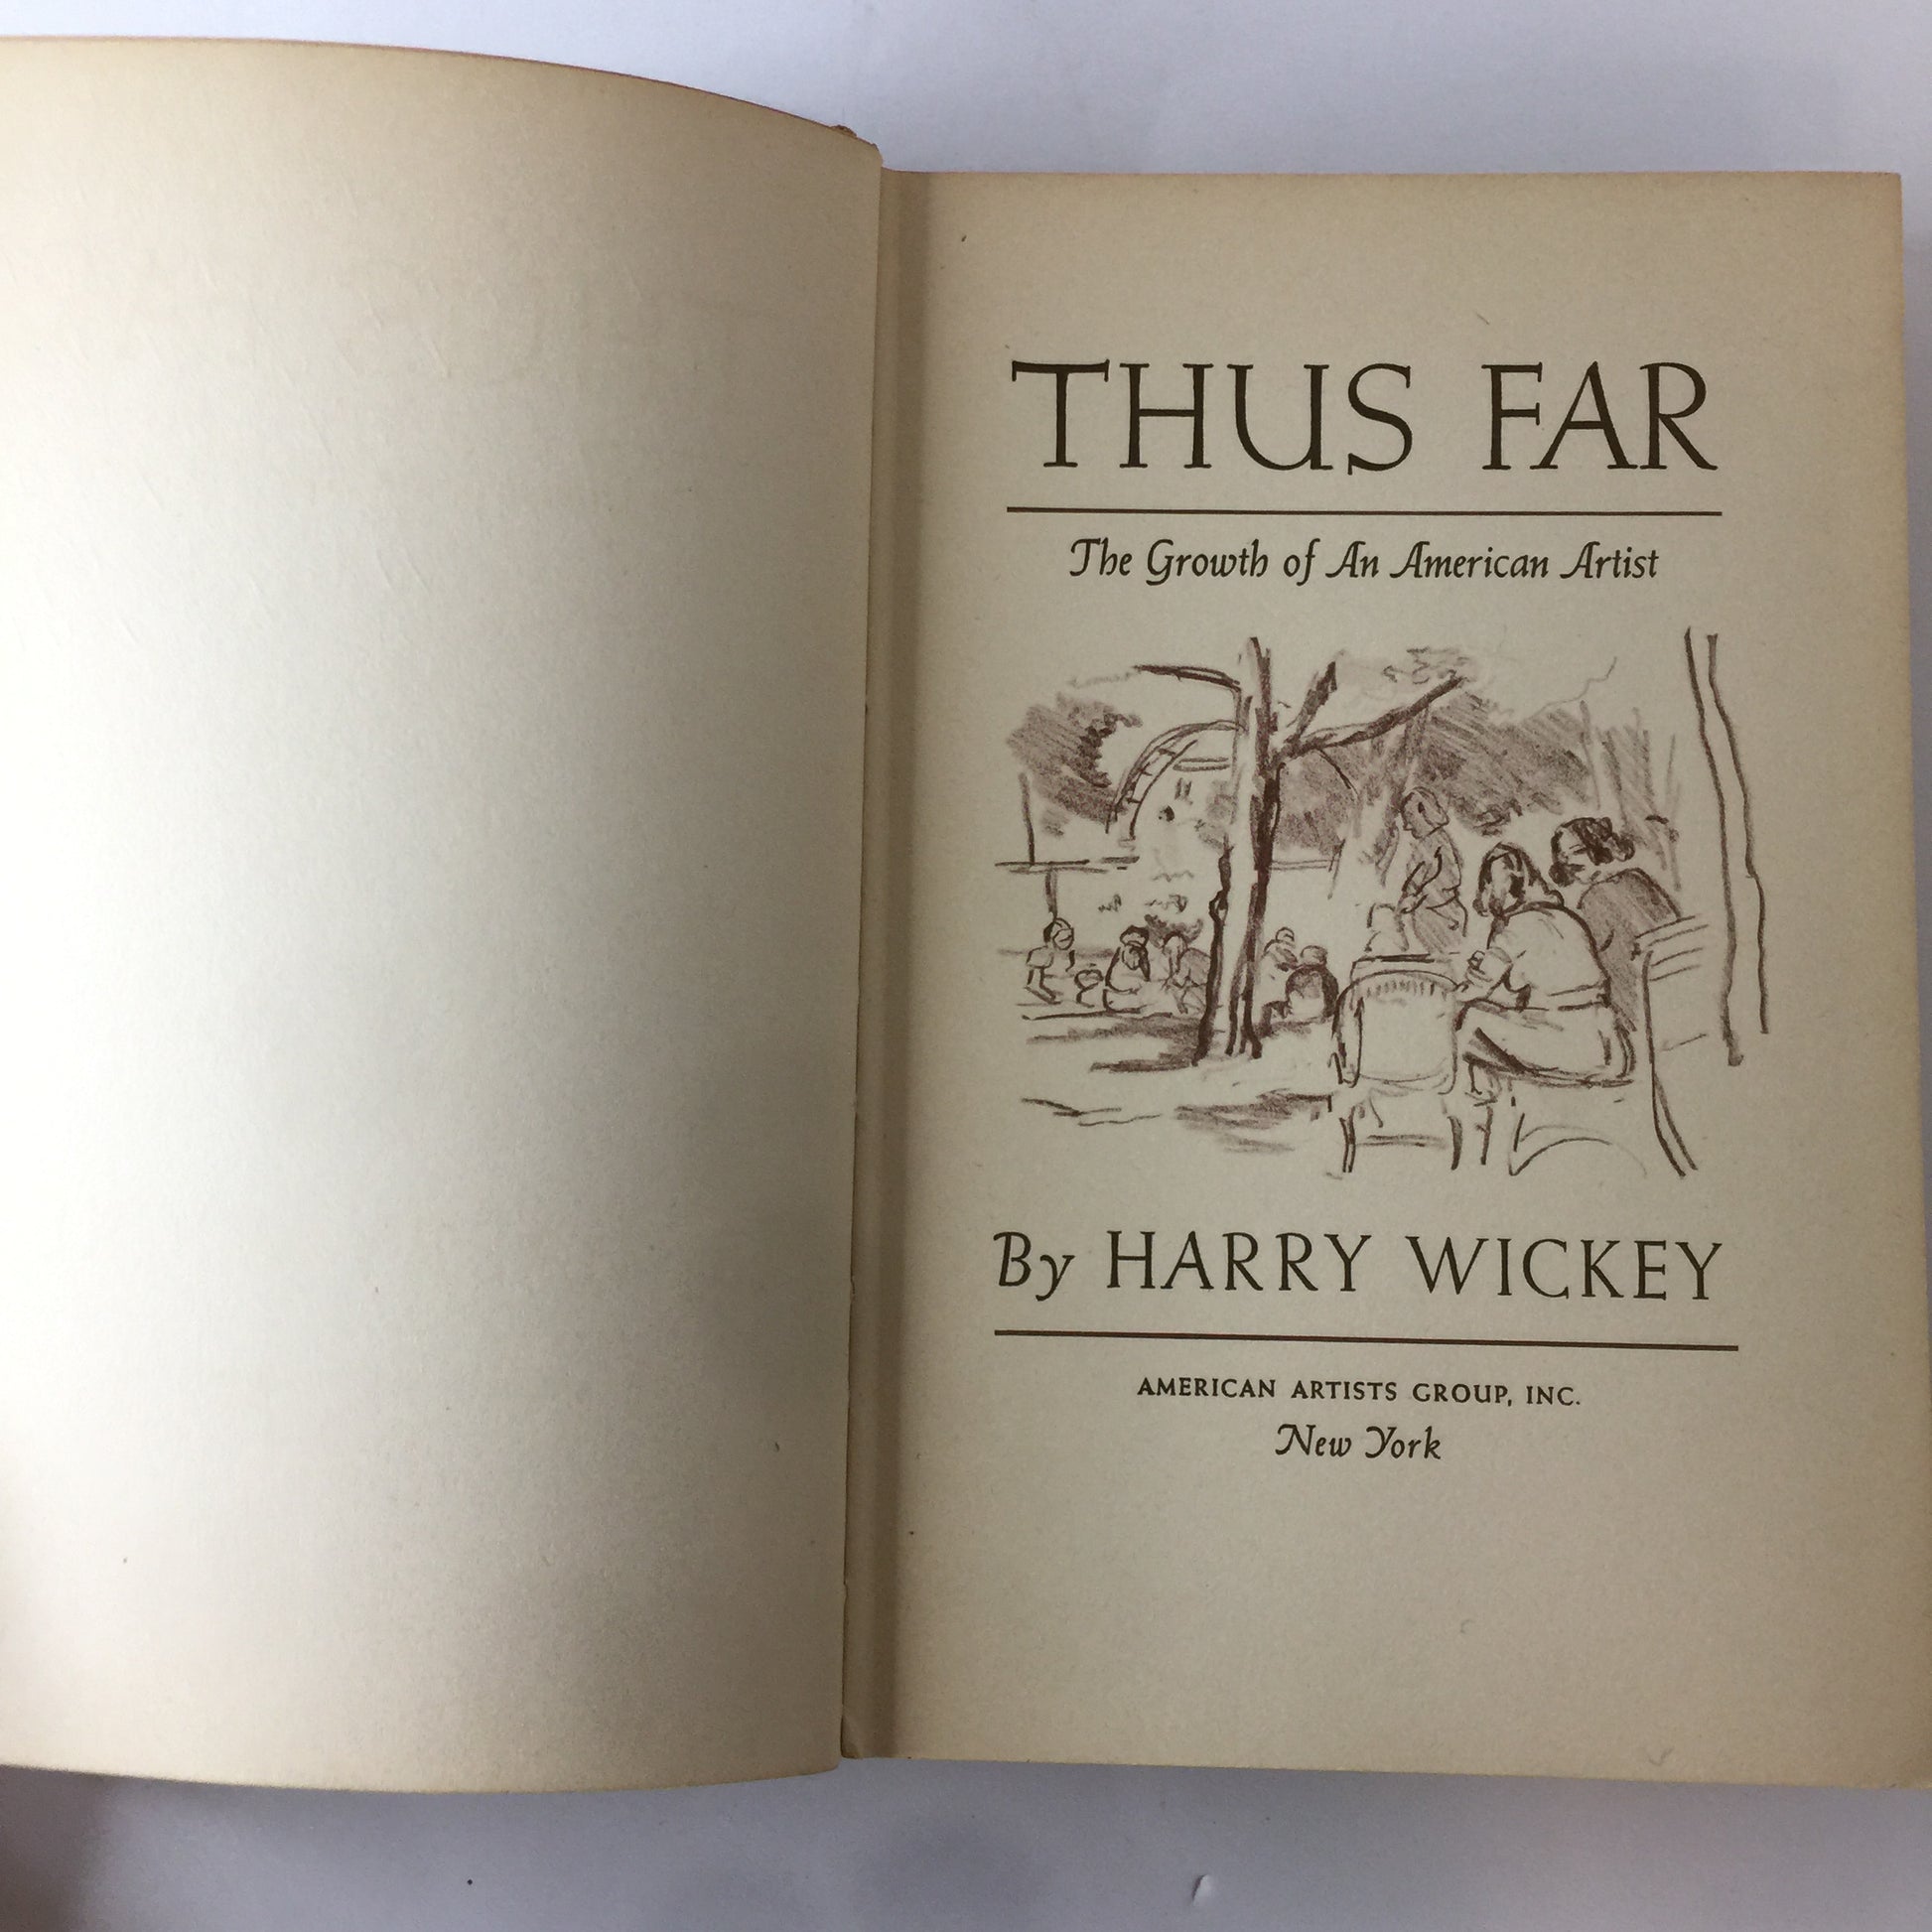 THUS FAR
The Growth of An American Artist
By HARRY WICKEY
AMERICAN ARTISTS GROUP, INC.
New York